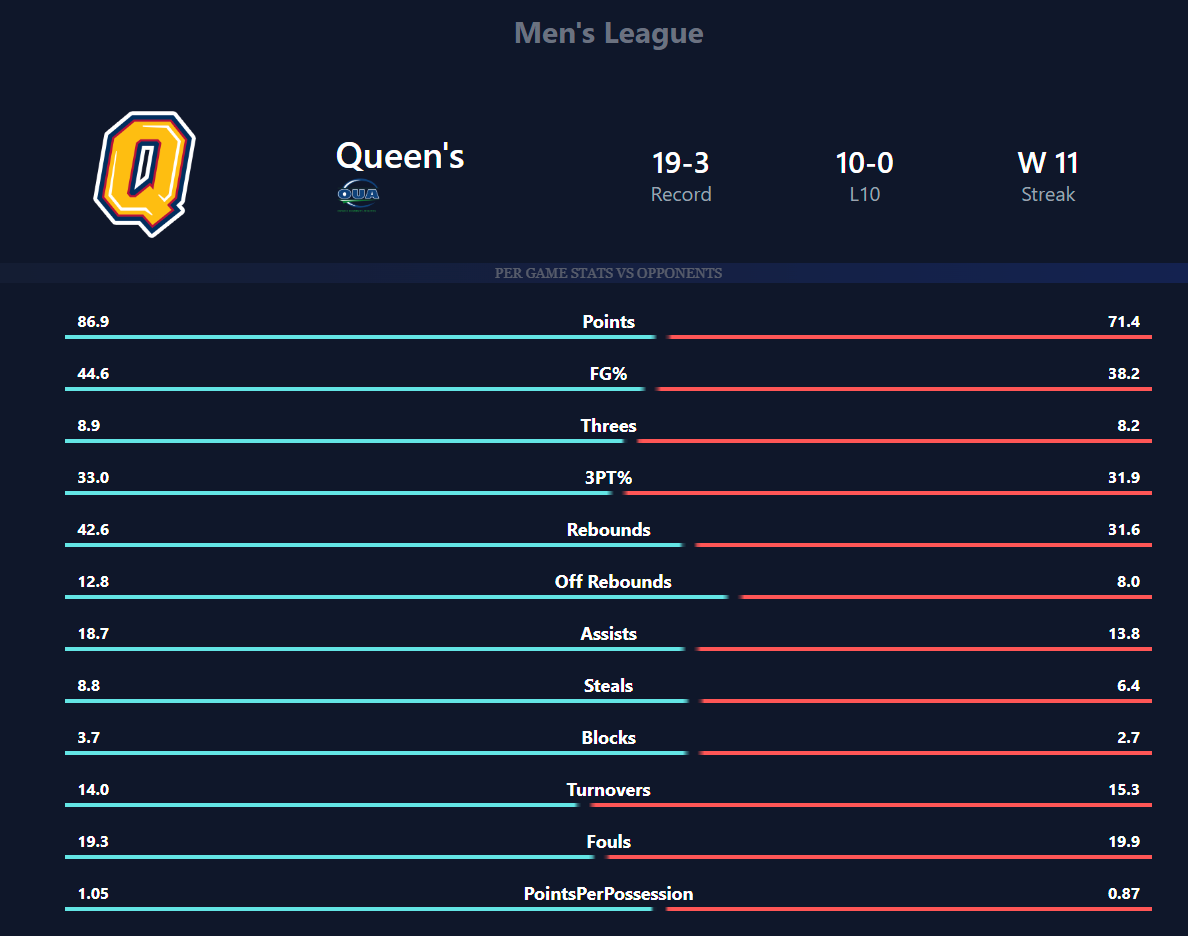 Men's League
Q
Queen's
OUA
19-3
Record
10-0
L10
W 11
Streak
PER GAME STATS VS OPPONENTS
86.9 Points 71.4
44.6 FG% 38.2
8.9 Threes 8.2
33.0 3PT% 31.9
42.6 Rebounds 31.6
12.8 Off Rebounds 8.0
18.7 Assists 13.8
8.8 Steals 6.4
3.7 Blocks 2.7
14.0 Turnovers 15.3
19.3 Fouls 19.9
1.05 PointsPerPossession 0.87